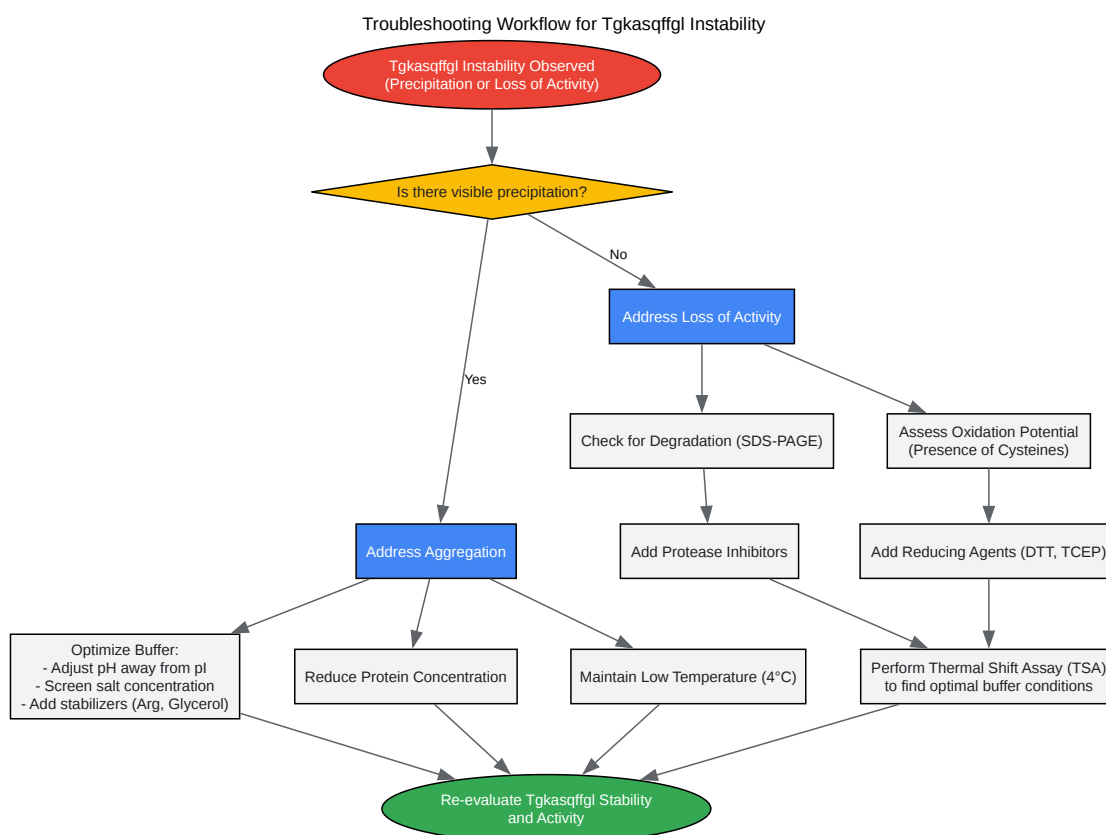 Troubleshooting Workflow for Tgkasqffgl Instability
Tgkasqffgl Instability Observed
(Precipitation or Loss of Activity)
Is there visible precipitation?
No
Address Loss of Activity
Yes
Check for Degradation (SDS-PAGE)
Assess Oxidation Potential
(Presence of Cysteines)
Address Aggregation
Add Protease Inhibitors
Add Reducing Agents (DTT, TCEP)
Optimize Buffer:
- Adjust pH away from pI
- Screen salt concentration
- Add stabilizers (Arg, Glycerol)
Reduce Protein Concentration
Maintain Low Temperature (4°C)
Perform Thermal Shift Assay (TSA)
to find optimal buffer conditions
Re-evaluate Tgkasqffgl Stability
and Activity